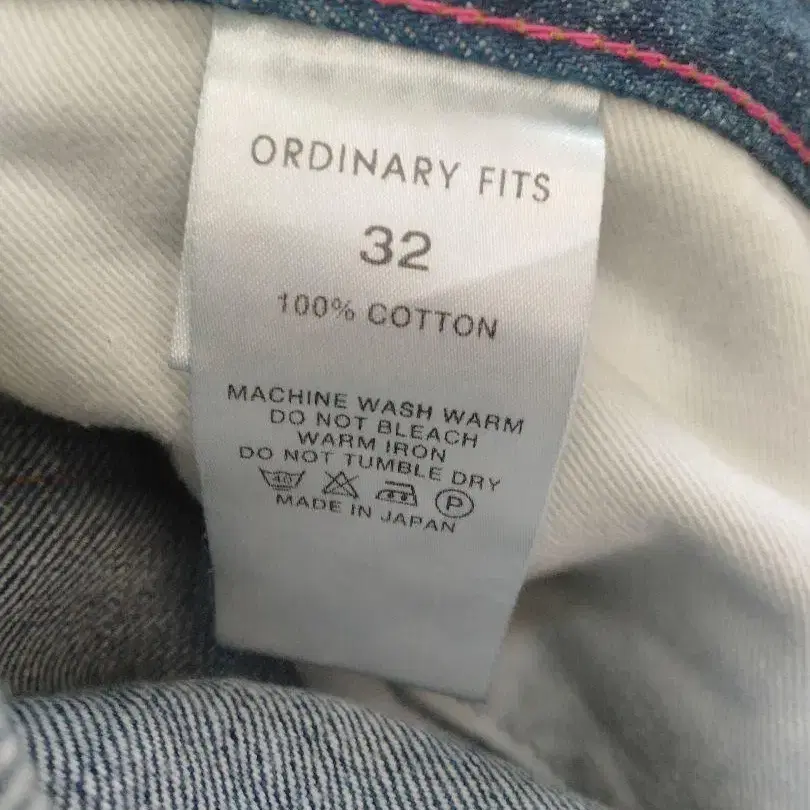 ORDINARY FITS
32
100% COTTON
MACHINE WASH WARM
DO NOT BLEACH
WARM IRON
DO NOT TUMBLE DRY
40 P
MADE IN JAPAN